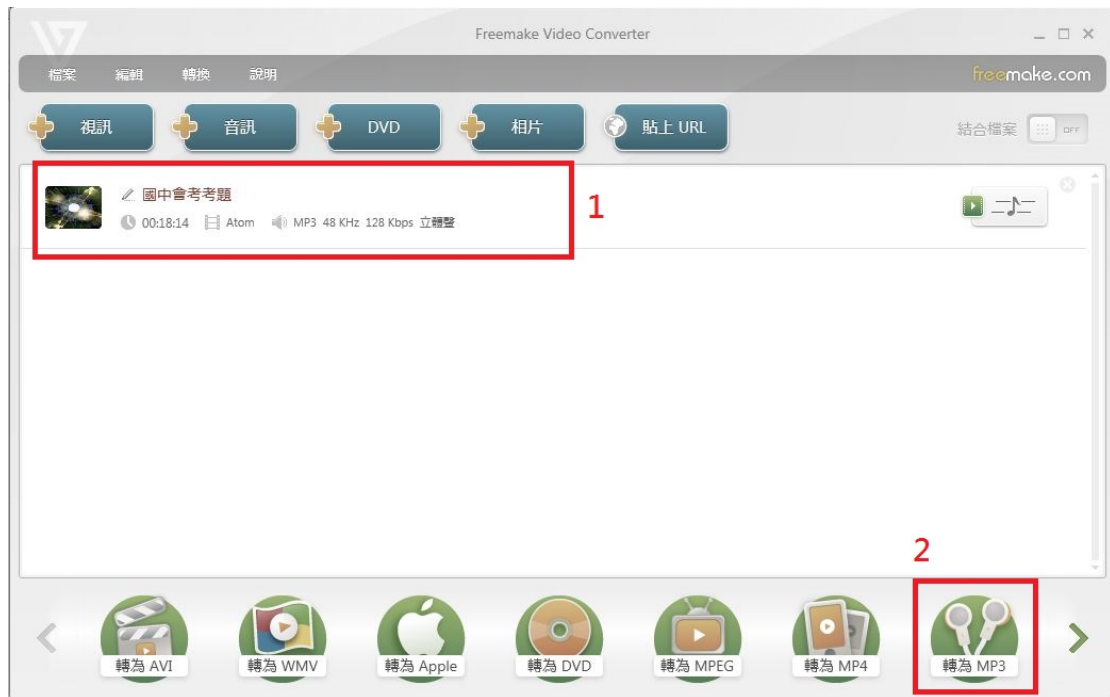 Freemake Video Converter
檔案 編輯 轉換 說明 freemake.com
視訊 音訊 DVD 相片 貼上 URL 結合檔案 OFF
國中會考考題
00:18:14 Atom MP3 48 KHz 128 Kbps 立體聲
1
2
轉為 AVI 轉為 WMV 轉為 Apple 轉為 DVD 轉為 MPEG 轉為 MP4 轉為 MP3